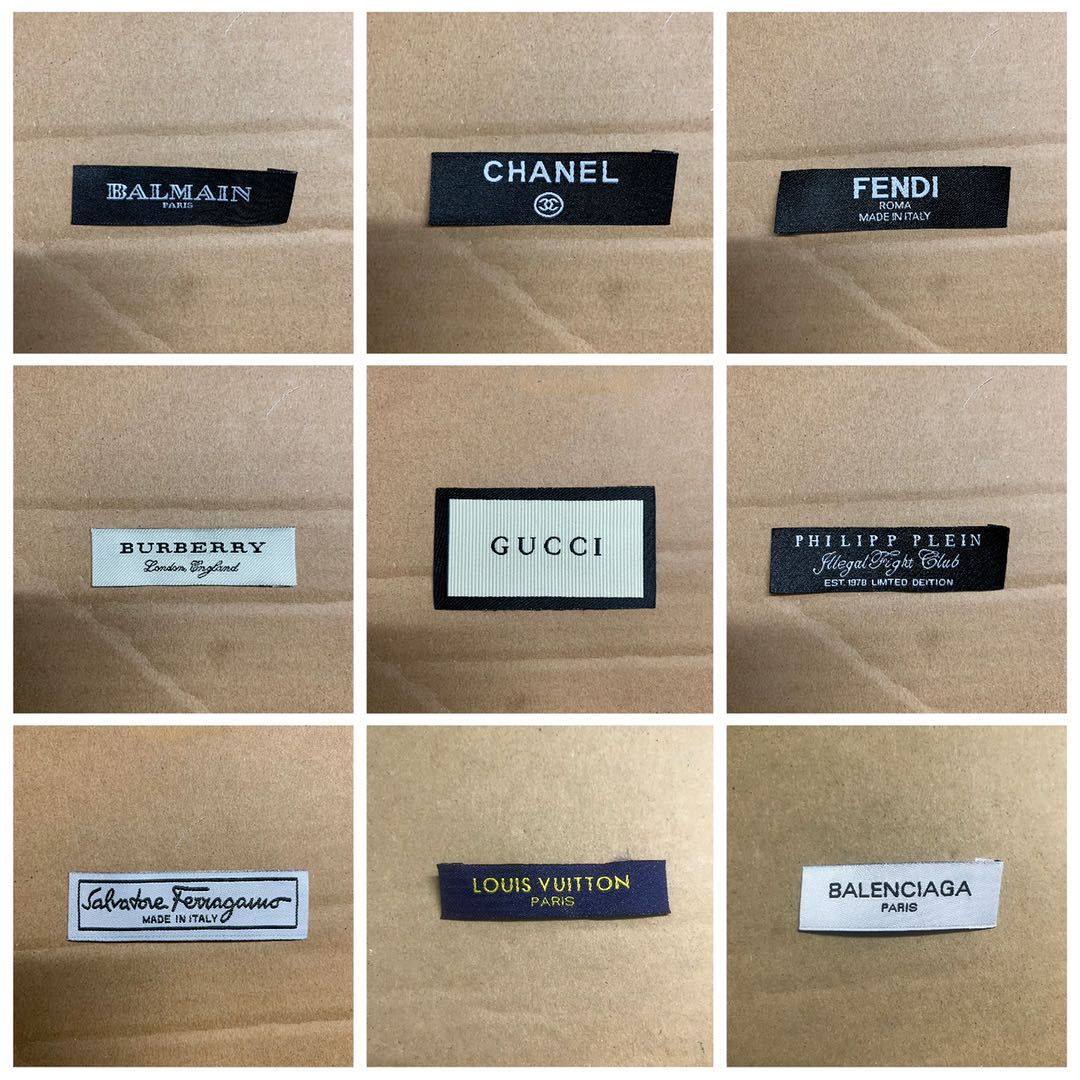 BALMAIN
PARIS
CHANEL
FENDI
ROMA
MADE IN ITALY
BURBERRY
London, England
GUCCI
PHILIPP PLEIN
Illegal Fight Club
EST. 1978 LIMTED DEITION
Salvatore Ferragamo
MADE IN ITALY
LOUIS VUITTON
PARIS
BALENCIAGA
PARIS